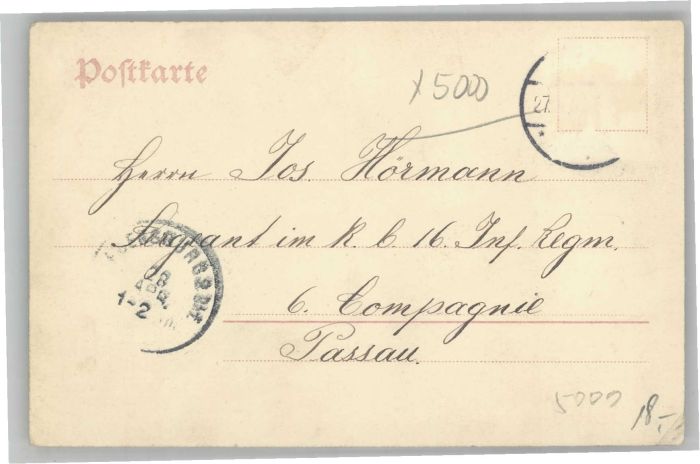 Postkarte
x 5000
27.
Herrn Jos. Hörmann
Sergeant im K. b. 16. Inf. Regm.
28
APR
1-2
6. Compagnie
Passau.
5000
18.-